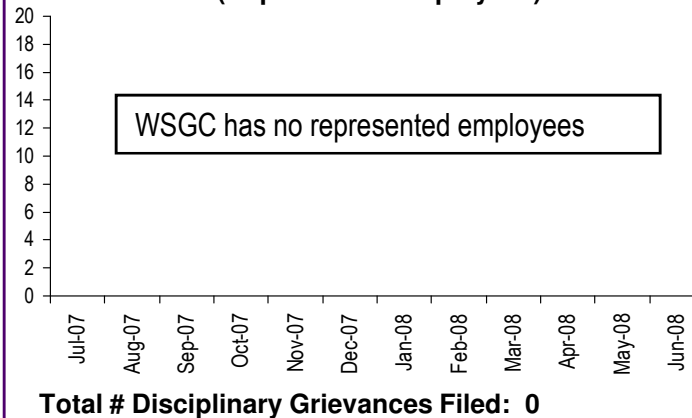 20
18
16
14
12
10
8
6
4
2
0
WSGC has no represented employees
Jul-07
Aug-07
Sep-07
Oct-07
Nov-07
Dec-07
Jan-08
Feb-08
Mar-08
Apr-08
May-08
Jun-08
Total # Disciplinary Grievances Filed: 0